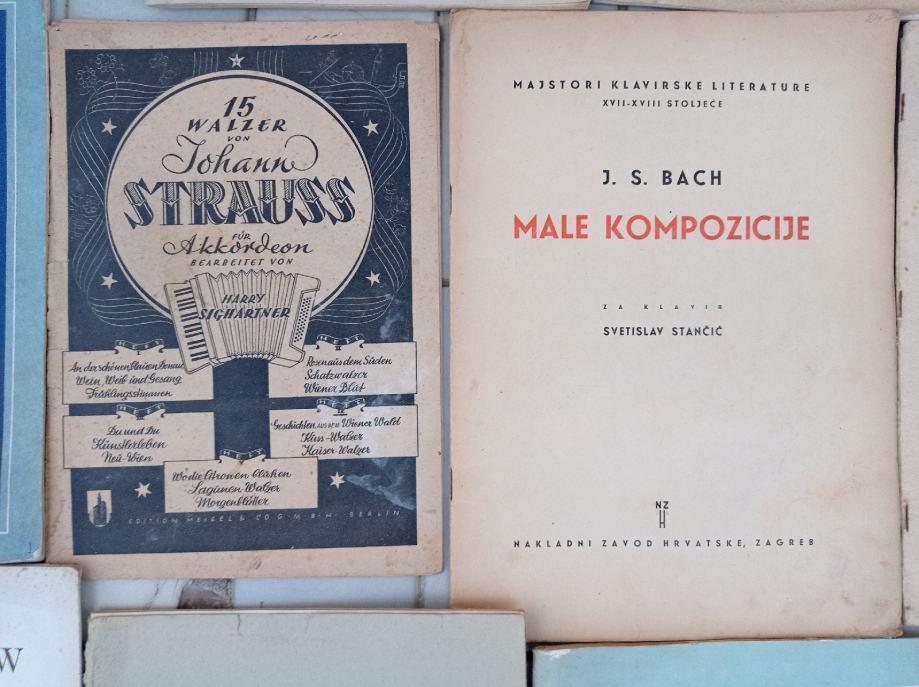 15
WALZER
VON
Johann
STRAUSS
FÜR
Akkordeon
BEARBEITET VON
HARRY
SIGHARTNER
HEFT
I
An der schönen blauen Donau
Wein, Weib und Gesang
Frühlingsstimmen
HEFT
II
Rosen aus dem Süden
Schatzwalzer
Wiener Blut
HEFT
III
Du und Du
Künstlerleben
Neu-Wien
HEFT
IV
Geschichten AUS DEM Wiener Wald
Kuss-Walzer
Kaiser-Walzer
HEFT
V
Wo die Citronen blühen
Lagunen-Walzer
Morgenblätter
EDITION MEISEL & CO G·M·B·H· BERLIN
MAJSTORI KLAVIRSKE LITERATURE
XVII-XVIII STOLJEĆE
J. S. BACH
MALE KOMPOZICIJE
ZA KLAVIR
SVETISLAV STANČIĆ
NZ
H
NAKLADNI ZAVOD HRVATSKE, ZAGREB
W